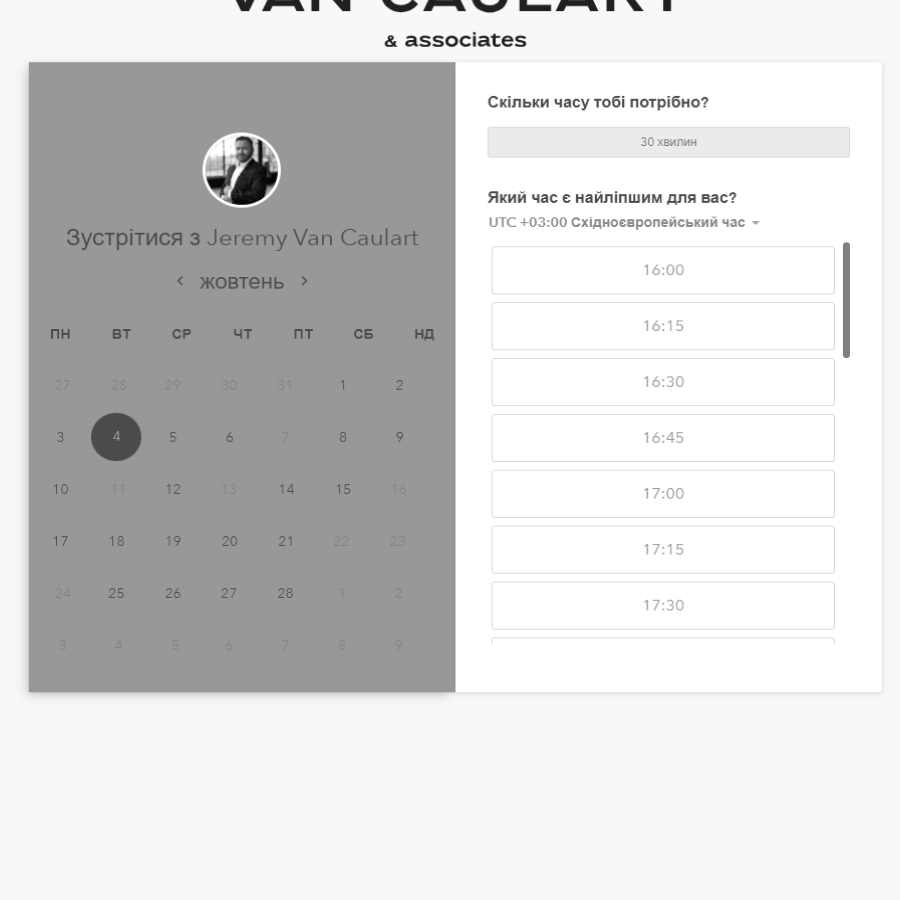 VAN CAULART
& associates
Зустрітися з Jeremy Van Caulart
жовтень
ПН ВТ СР ЧТ ПТ СБ НД
27 28 29 30 31 1 2
3 4 5 6 7 8 9
10 11 12 13 14 15 16
17 18 19 20 21 22 23
24 25 26 27 28 1 2
3 4 5 6 7 8 9
Скільки часу тобі потрібно?
30 хвилин
Який час є найліпшим для вас?
UTC +03:00 Східноєвропейський час
16:00
16:15
16:30
16:45
17:00
17:15
17:30